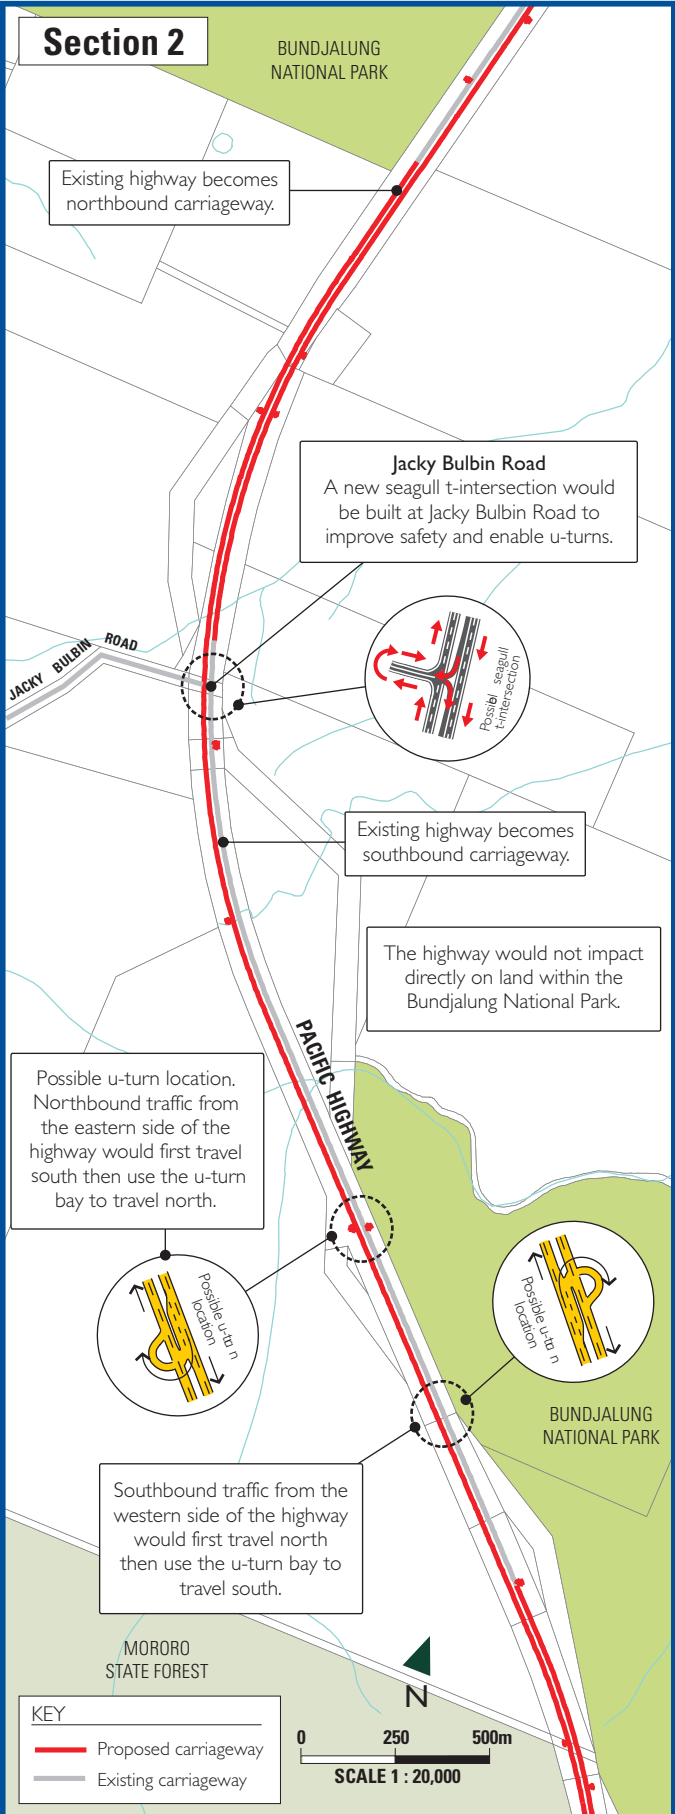 Section 2
BUNDJALUNG
NATIONAL PARK
Existing highway becomes
northbound carriageway.
Jacky Bulbin Road
A new seagull t-intersection would
be built at Jacky Bulbin Road to
improve safety and enable u-turns.
JACKY BULBIN ROAD
Possibl seagull
t-intersection
Existing highway becomes
southbound carriageway.
The highway would not impact
directly on land within the
Bundjalung National Park.
PACIFIC HIGHWAY
Possible u-turn location.
Northbound traffic from
the eastern side of the
highway would first travel
south then use the u-turn
bay to travel north.
Possible u-tu n
location
Possible u-tu n
location
BUNDJALUNG
NATIONAL PARK
Southbound traffic from the
western side of the highway
would first travel north
then use the u-turn bay to
travel south.
MORORO
STATE FOREST
N
KEY
Proposed carriageway
Existing carriageway
0 250 500m
SCALE 1 : 20,000